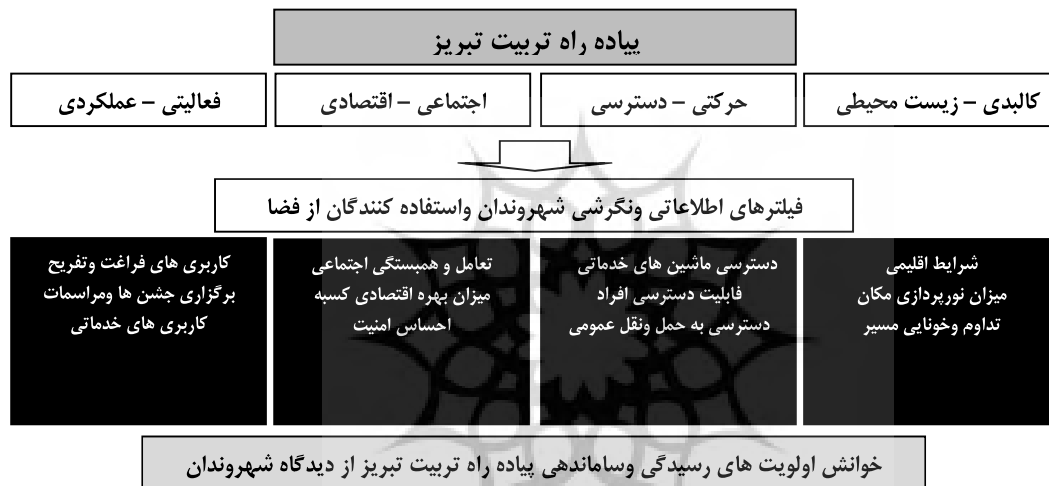 پیاده راه تربیت تبریز
کالبدی – زیست محیطی
حرکتی – دسترسی
اجتماعی – اقتصادی
فعالیتی – عملکردی
فیلترهای اطلاعاتی ونگرشی شهروندان واستفاده کنندگان از فضا
شرایط اقلیمی
میزان نورپردازی مکان
تداوم وخونایی مسیر
دسترسی ماشین های خدماتی
قابلیت دسترسی افراد
دسترسی به حمل ونقل عمومی
تعامل و همبستگی اجتماعی
میزان بهره اقتصادی کسبه
احساس امنیت
کاربری های فراغت وتفریح
برگزاری جشن ها ومراسمات
کاربری های خدماتی
خوانش اولویت های رسیدگی وساماندهی پیاده راه تربیت تبریز از دیدگاه شهروندان